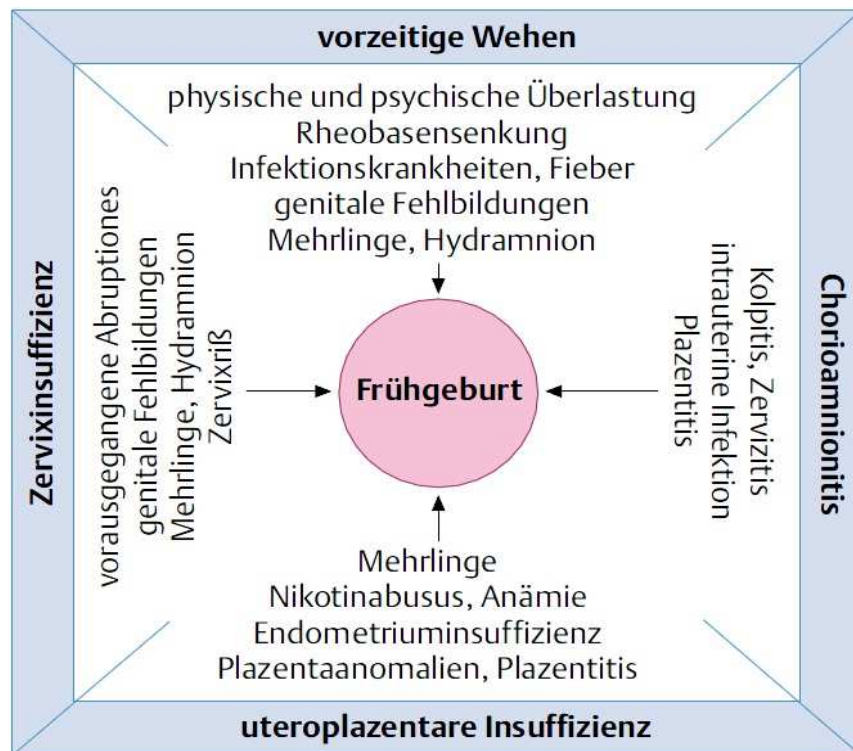 vorzeitige Wehen
physische und psychische Überlastung
Rheobasensenkung
Infektionskrankheiten, Fieber
genitale Fehlbildungen
Mehrlinge, Hydramnion
Zervixinsuffizienz
vorausgegangene Abruptiones
genitale Fehlbildungen
Mehrlinge, Hydramnion
Zervixriß
Frühgeburt
Kolpitis, Zervizitis
intrauterine Infektion
Plazentitis
Chorioamnionitis
Mehrlinge
Nikotinabusus, Anämie
Endometriuminsuffizienz
Plazentaanomalien, Plazentitis
uteroplazentare Insuffizienz